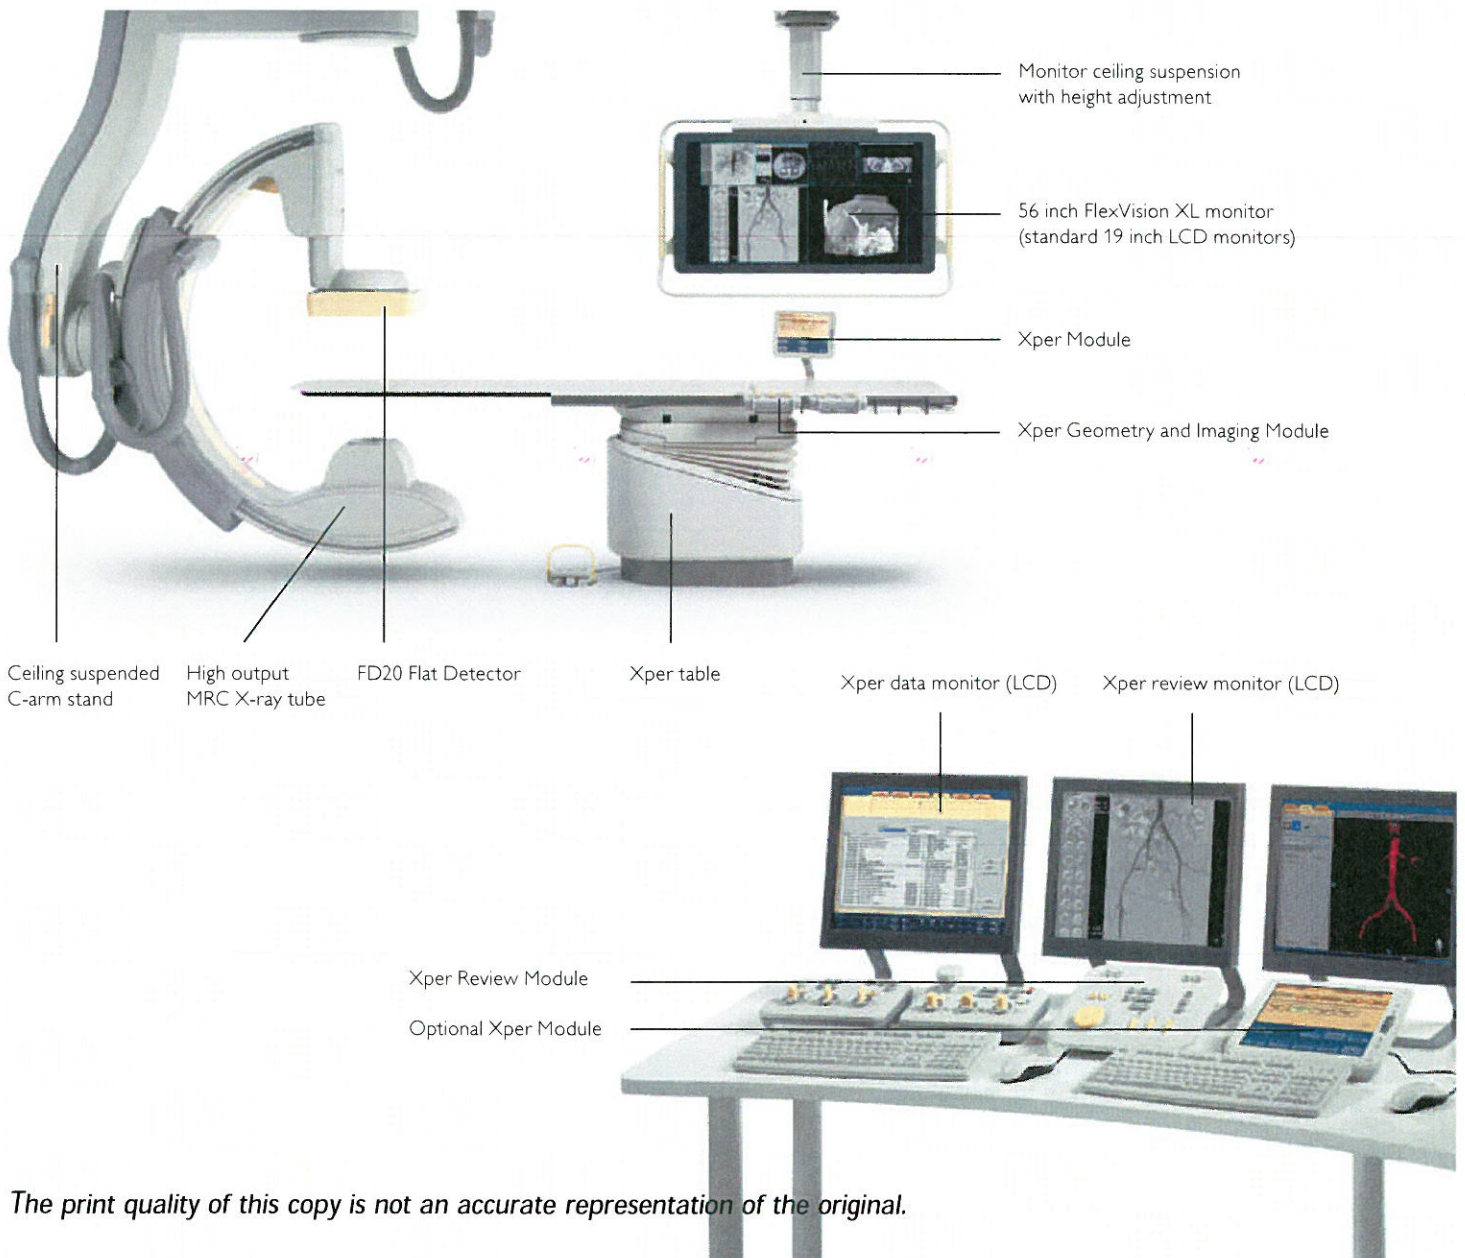 Monitor ceiling suspension
with height adjustment
56 inch FlexVision XL monitor
(standard 19 inch LCD monitors)
Xper Module
Xper Geometry and Imaging Module
Ceiling suspended
C-arm stand
High output
MRC X-ray tube
FD20 Flat Detector
Xper table
Xper data monitor (LCD)
Xper review monitor (LCD)
Xper Review Module
Optional Xper Module
The print quality of this copy is not an accurate representation of the original.